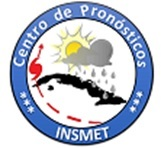 Centro de Pronósticos
*** INSMET ***